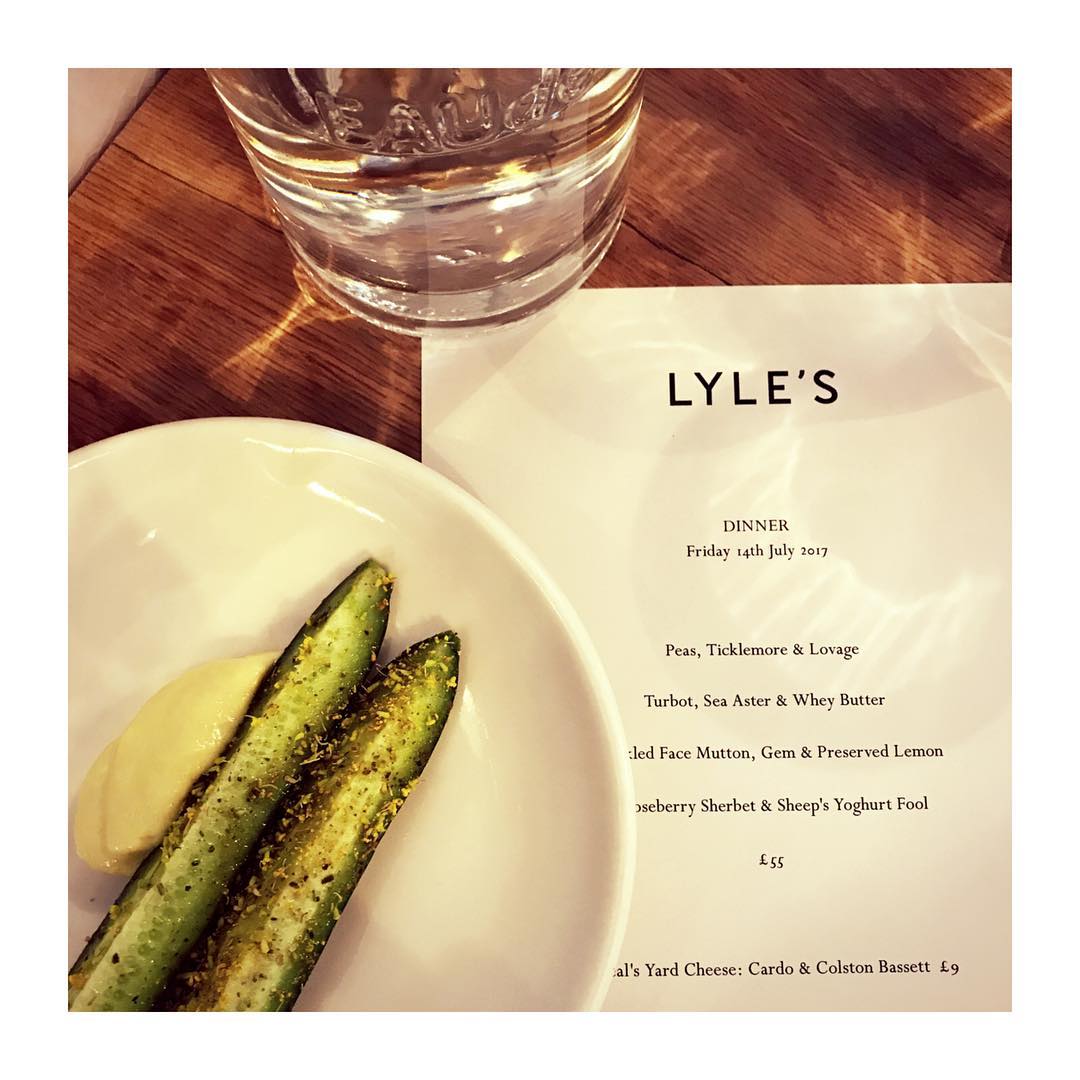 EAU
LYLE'S
DINNER
Friday 14th July 2017
Peas, Ticklemore & Lovage
Turbot, Sea Aster & Whey Butter
Face Mutton, Gem & Preserved Lemon
Sherbet & Sheep's Yoghurt Fool
£55
Yard Cheese: Cardo & Colston Bassett £9